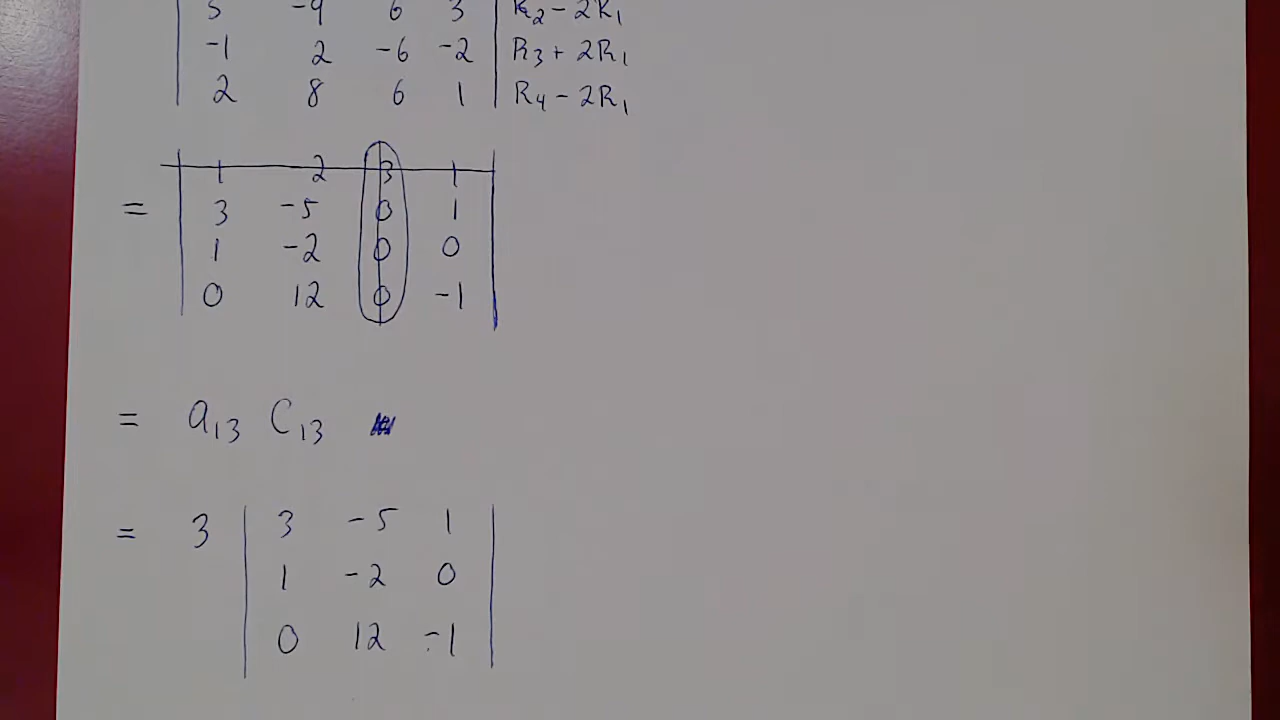 5 -9 6 3 R₂ - 2R₁
-1 2 -6 -2 R₃ + 2R₁
2 8 6 1 R₄ - 2R₁
1 2 3 1
= 3 -5 0 1
1 -2 0 0
0 12 0 -1
= a₁₃ C₁₃
= 3 | 3 -5 1 |
1 -2 0
0 12 -1